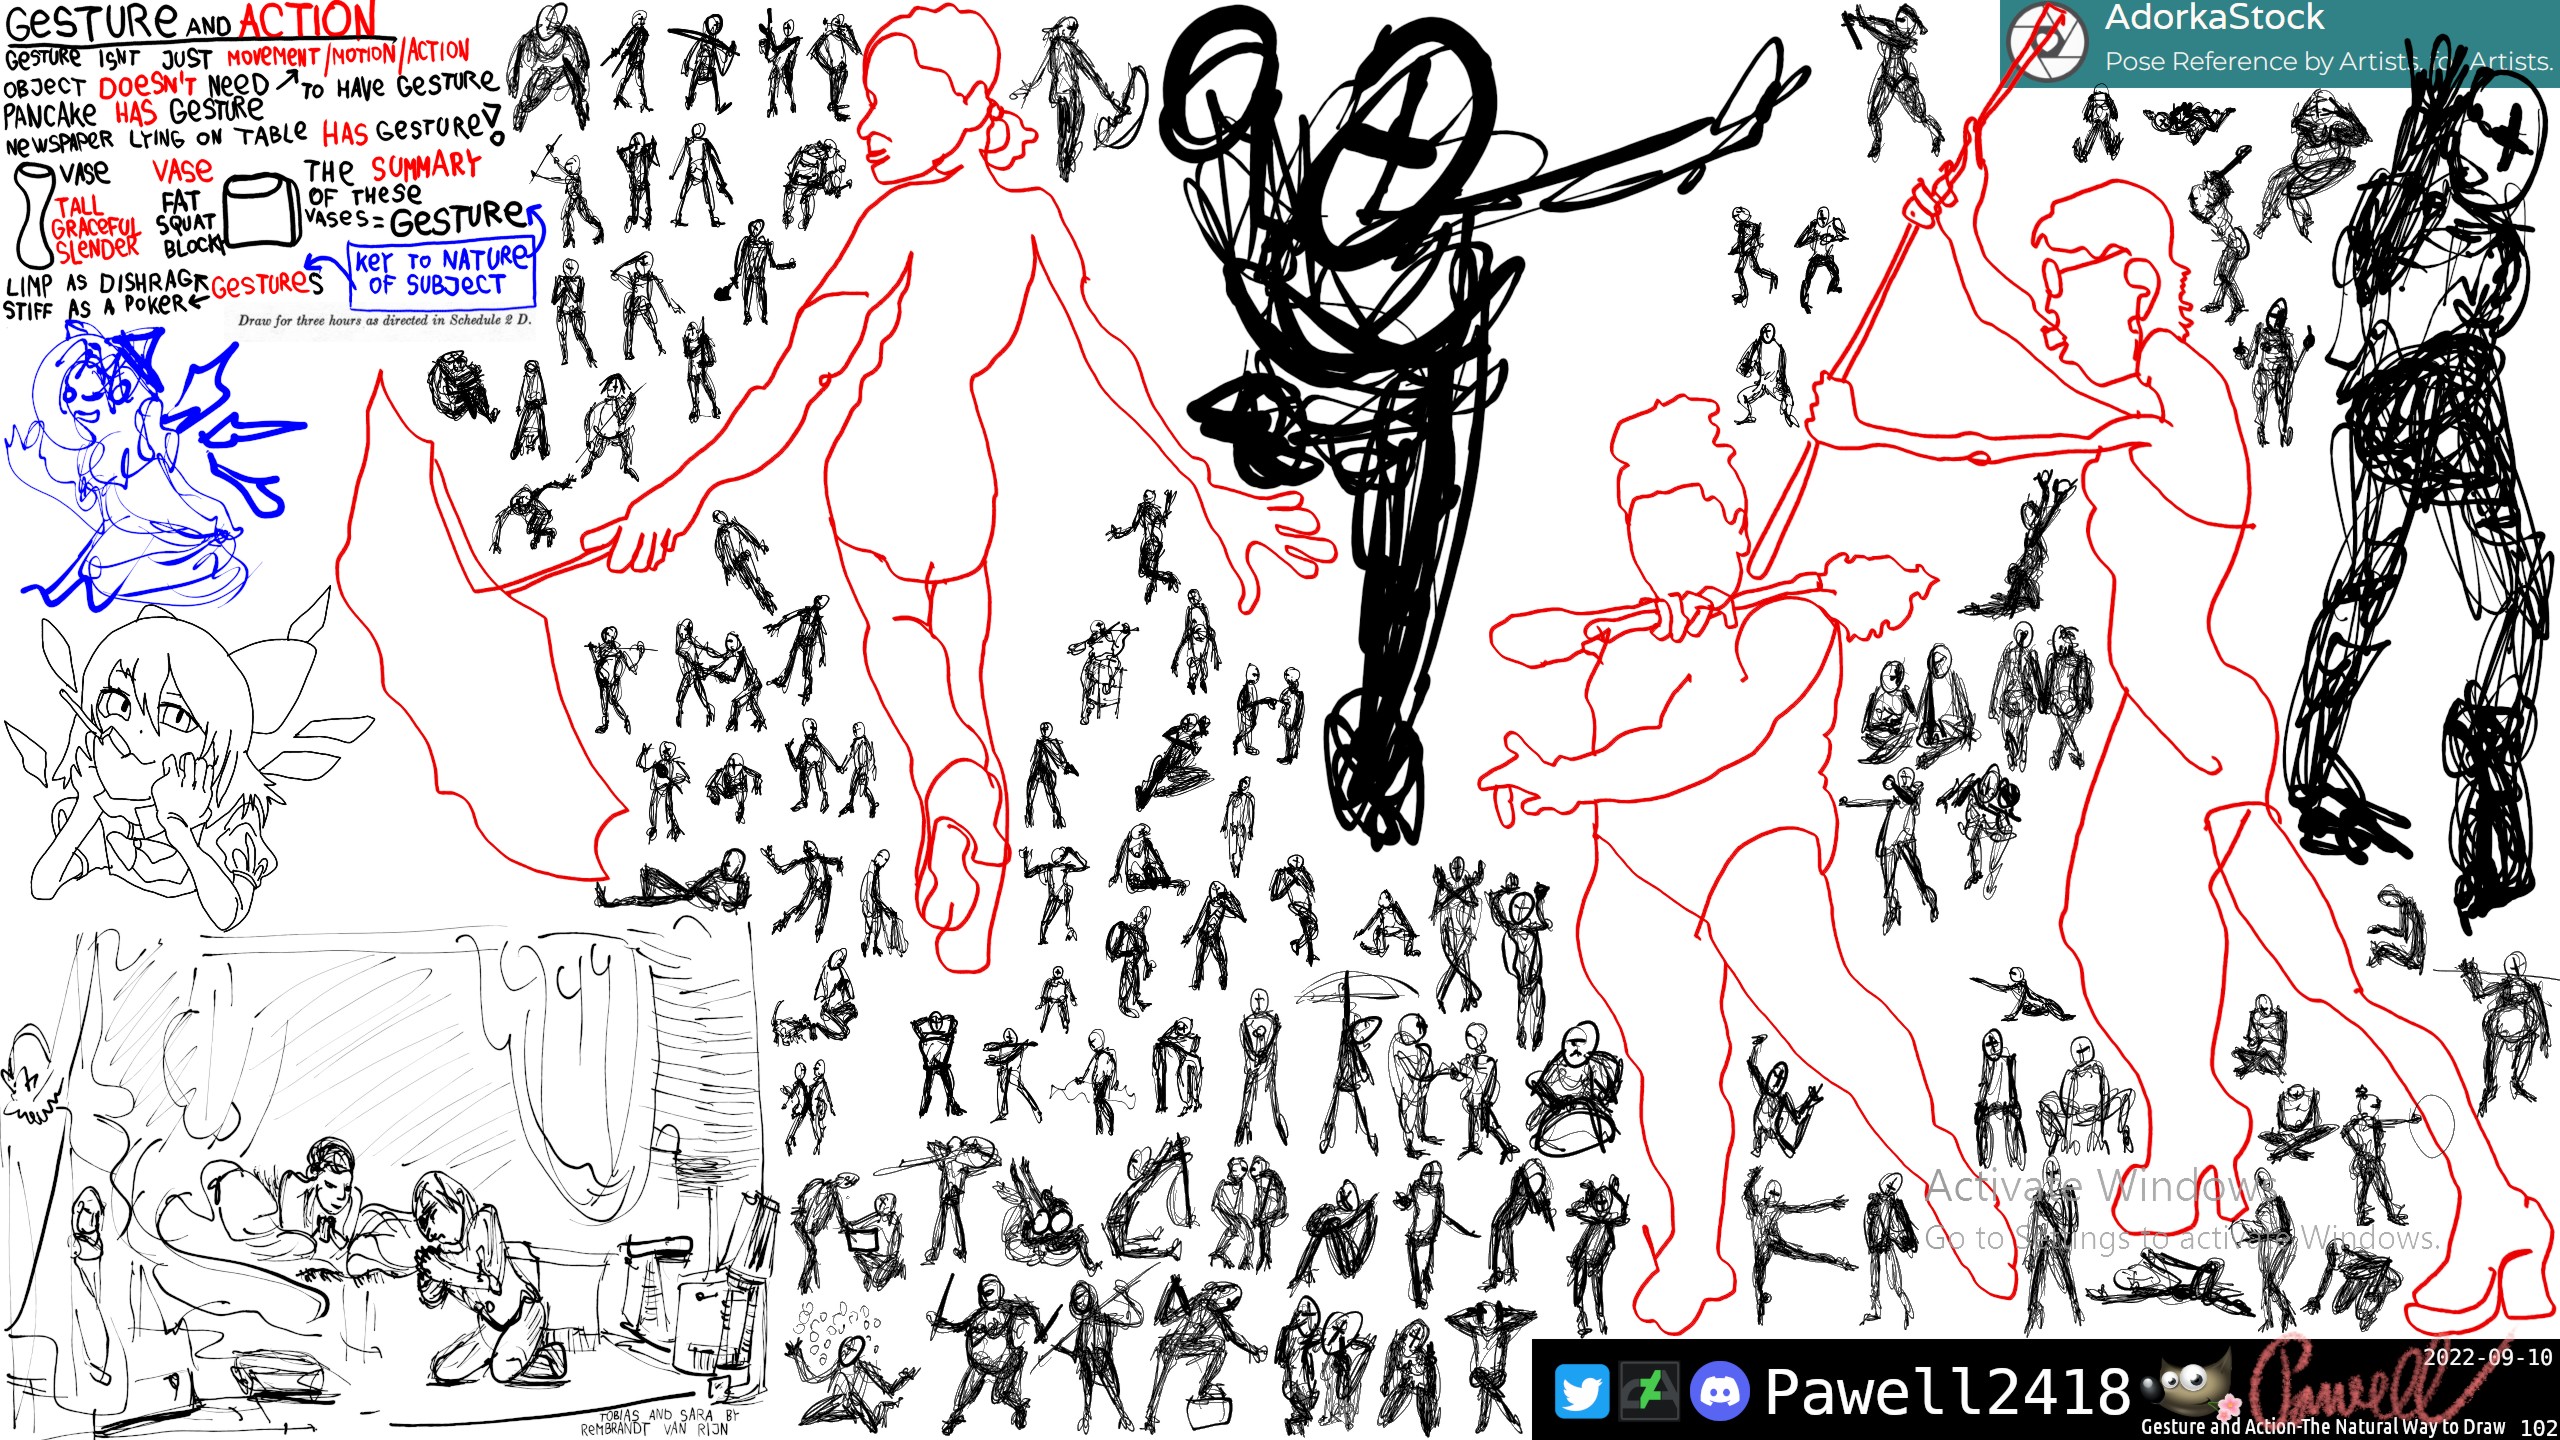 GESTURE AND ACTION
GESTURE ISNT JUST MOVEMENT/MOTION/ACTION
OBJECT DOESN'T NEED TO HAVE GESTURE
PANCAKE HAS GESTURE
NEWSPAPER LYING ON TABLE HAS GESTURE!
VASE
TALL
GRACEFUL
SLENDER
VASE
FAT
SQUAT
BLOCKY
THE SUMMARY
OF THESE
VASES = GESTURE
KEY TO NATURE
OF SUBJECT
LIMP AS DISHRAG
STIFF AS A POKER
GESTURES
Draw for three hours as directed in Schedule 2 D.
AdorkaStock
Pose Reference by Artists, for Artists.
Activate Windows
Go to Settings to activate Windows.
TOBIAS AND SARA BY
REMBRANDT VAN RIJN
Pawell2418
Pawell
2022-09-10
Gesture and Action-The Natural Way to Draw
102